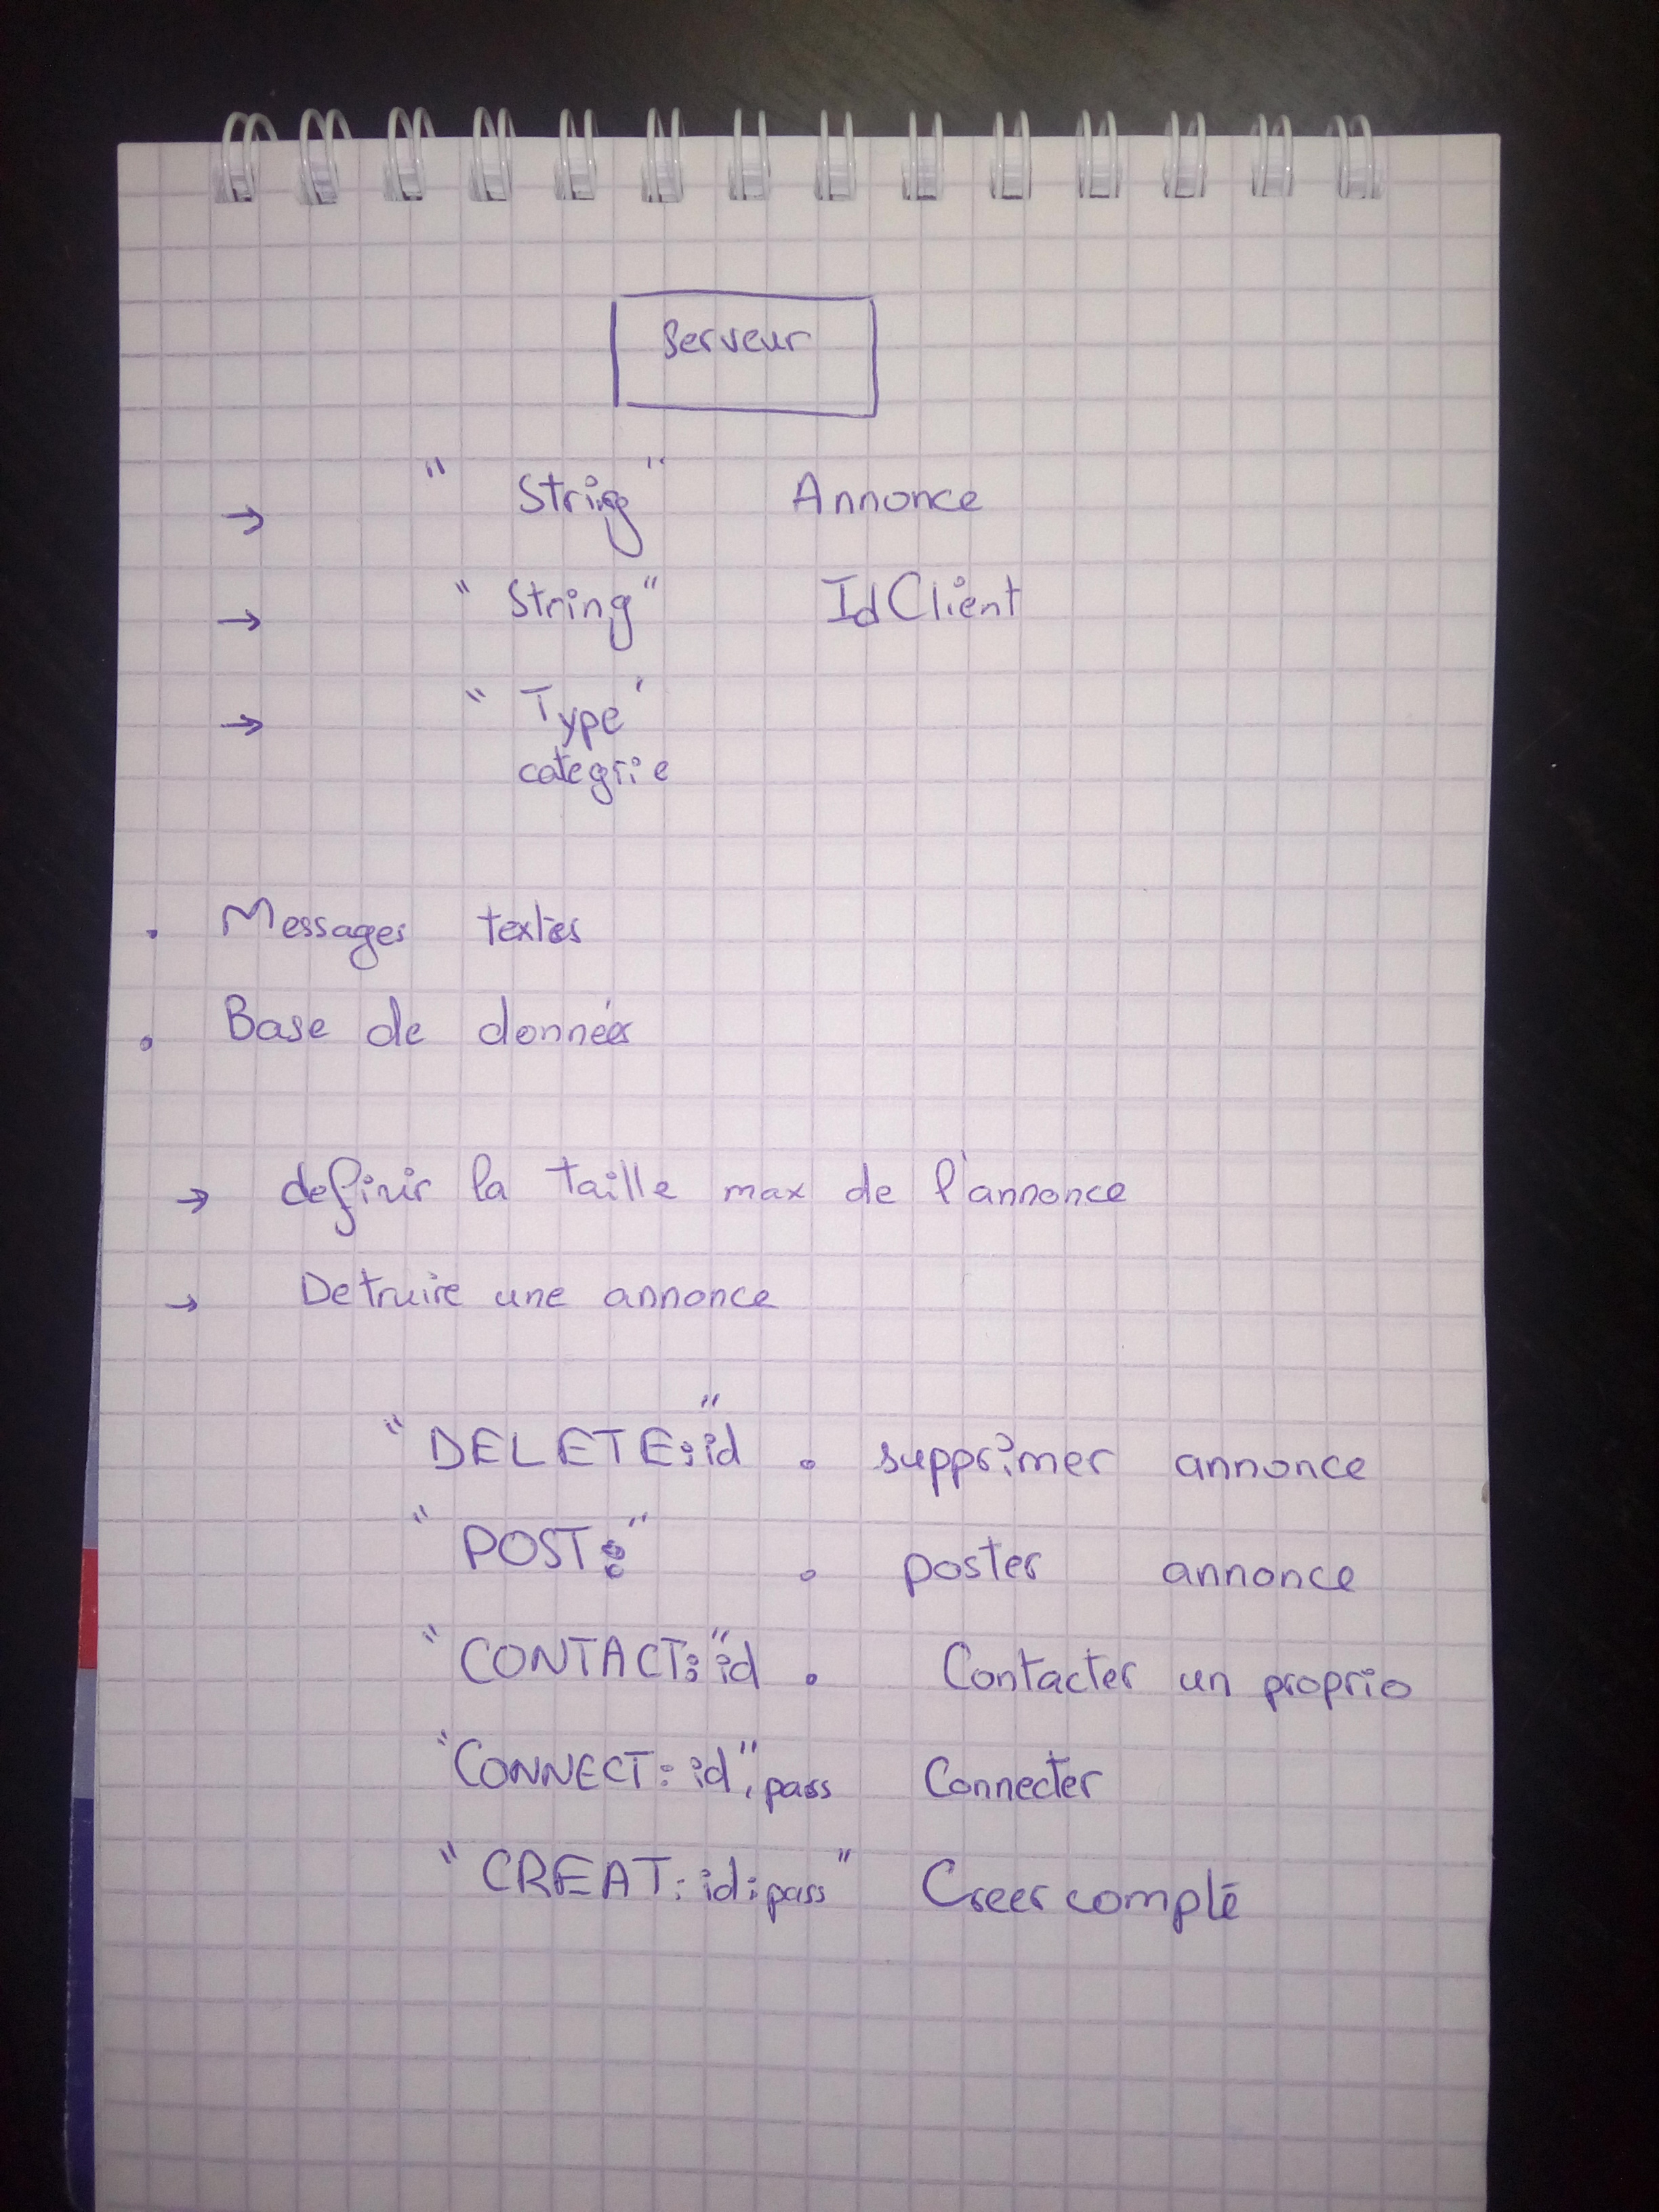 Serveur
→ "String" Annonce
→ "String" IdClient
→ "Type"
categrie
. Messages textes
. Base de données
→ definir la taille max de l'annonce
→ Detruire une annonce
"DELETE:"id . supprimer annonce
"POST:" . poster annonce
"CONTACT:"id . Contacter un proprio
"CONNECT:id":pass Connecter
"CREAT:id:pass" Creer compte